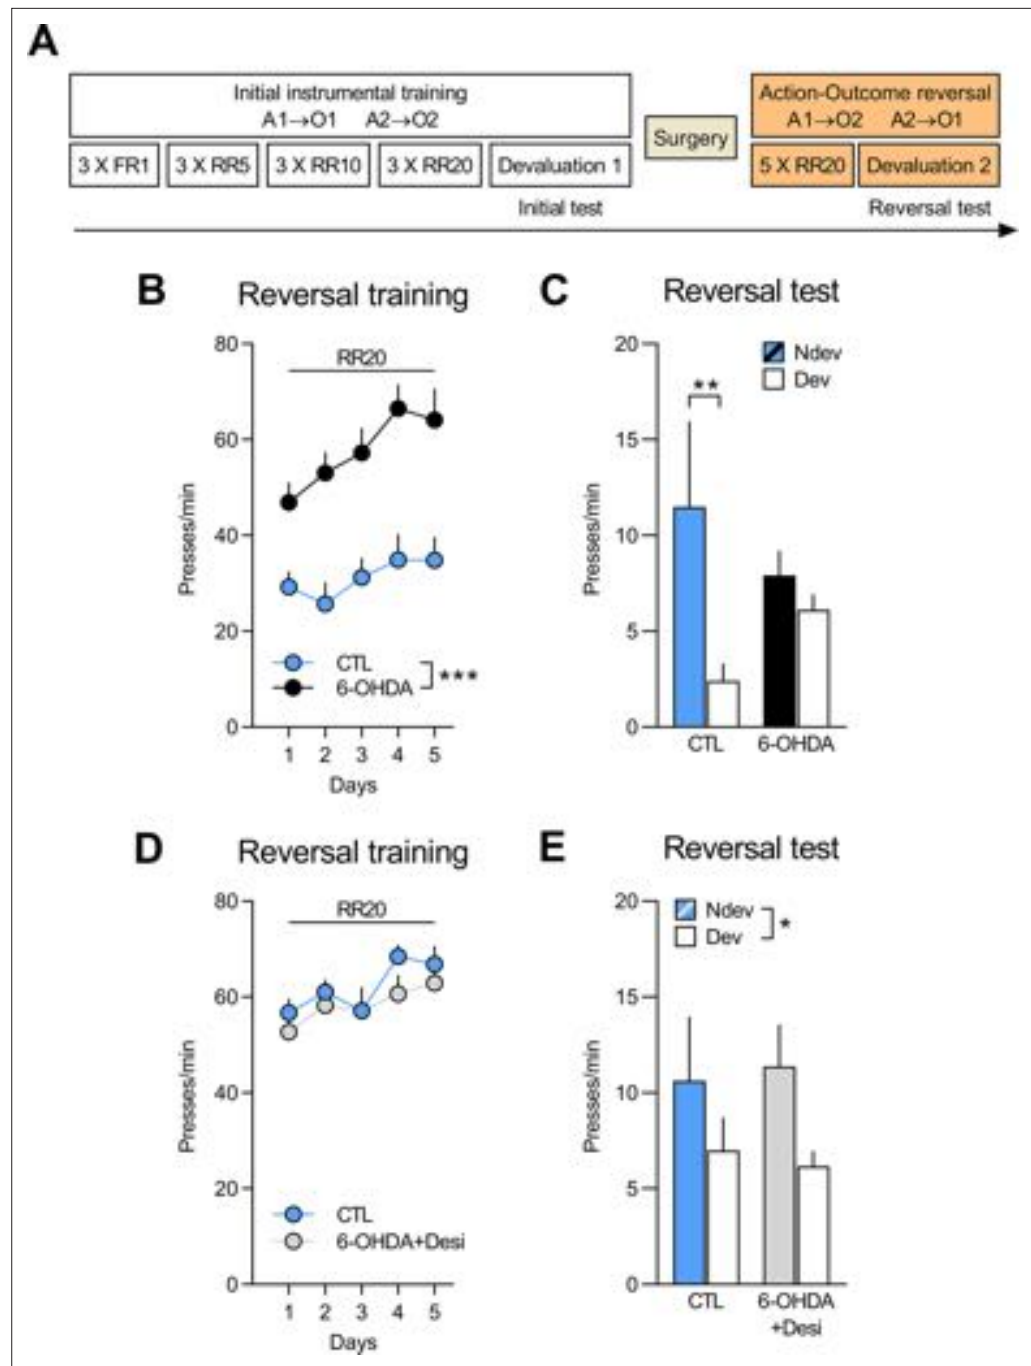 A
Initial instrumental training
A1→O1 A2→O2
3 X FR1
3 X RR5
3 X RR10
3 X RR20
Devaluation 1
Surgery
Action-Outcome reversal
A1→O2 A2→O1
5 X RR20
Devaluation 2
Initial test
Reversal test
B
Reversal training
RR20
80
60
40
20
0
Presses/min
CTL
6-OHDA
***
1 2 3 4 5
Days
C
Reversal test
Ndev
Dev
**
20
15
10
5
0
Presses/min
CTL 6-OHDA
D
Reversal training
RR20
80
60
40
20
0
Presses/min
CTL
6-OHDA+Desi
1 2 3 4 5
Days
E
Reversal test
Ndev
Dev
*
20
15
10
5
0
Presses/min
CTL 6-OHDA
+Desi